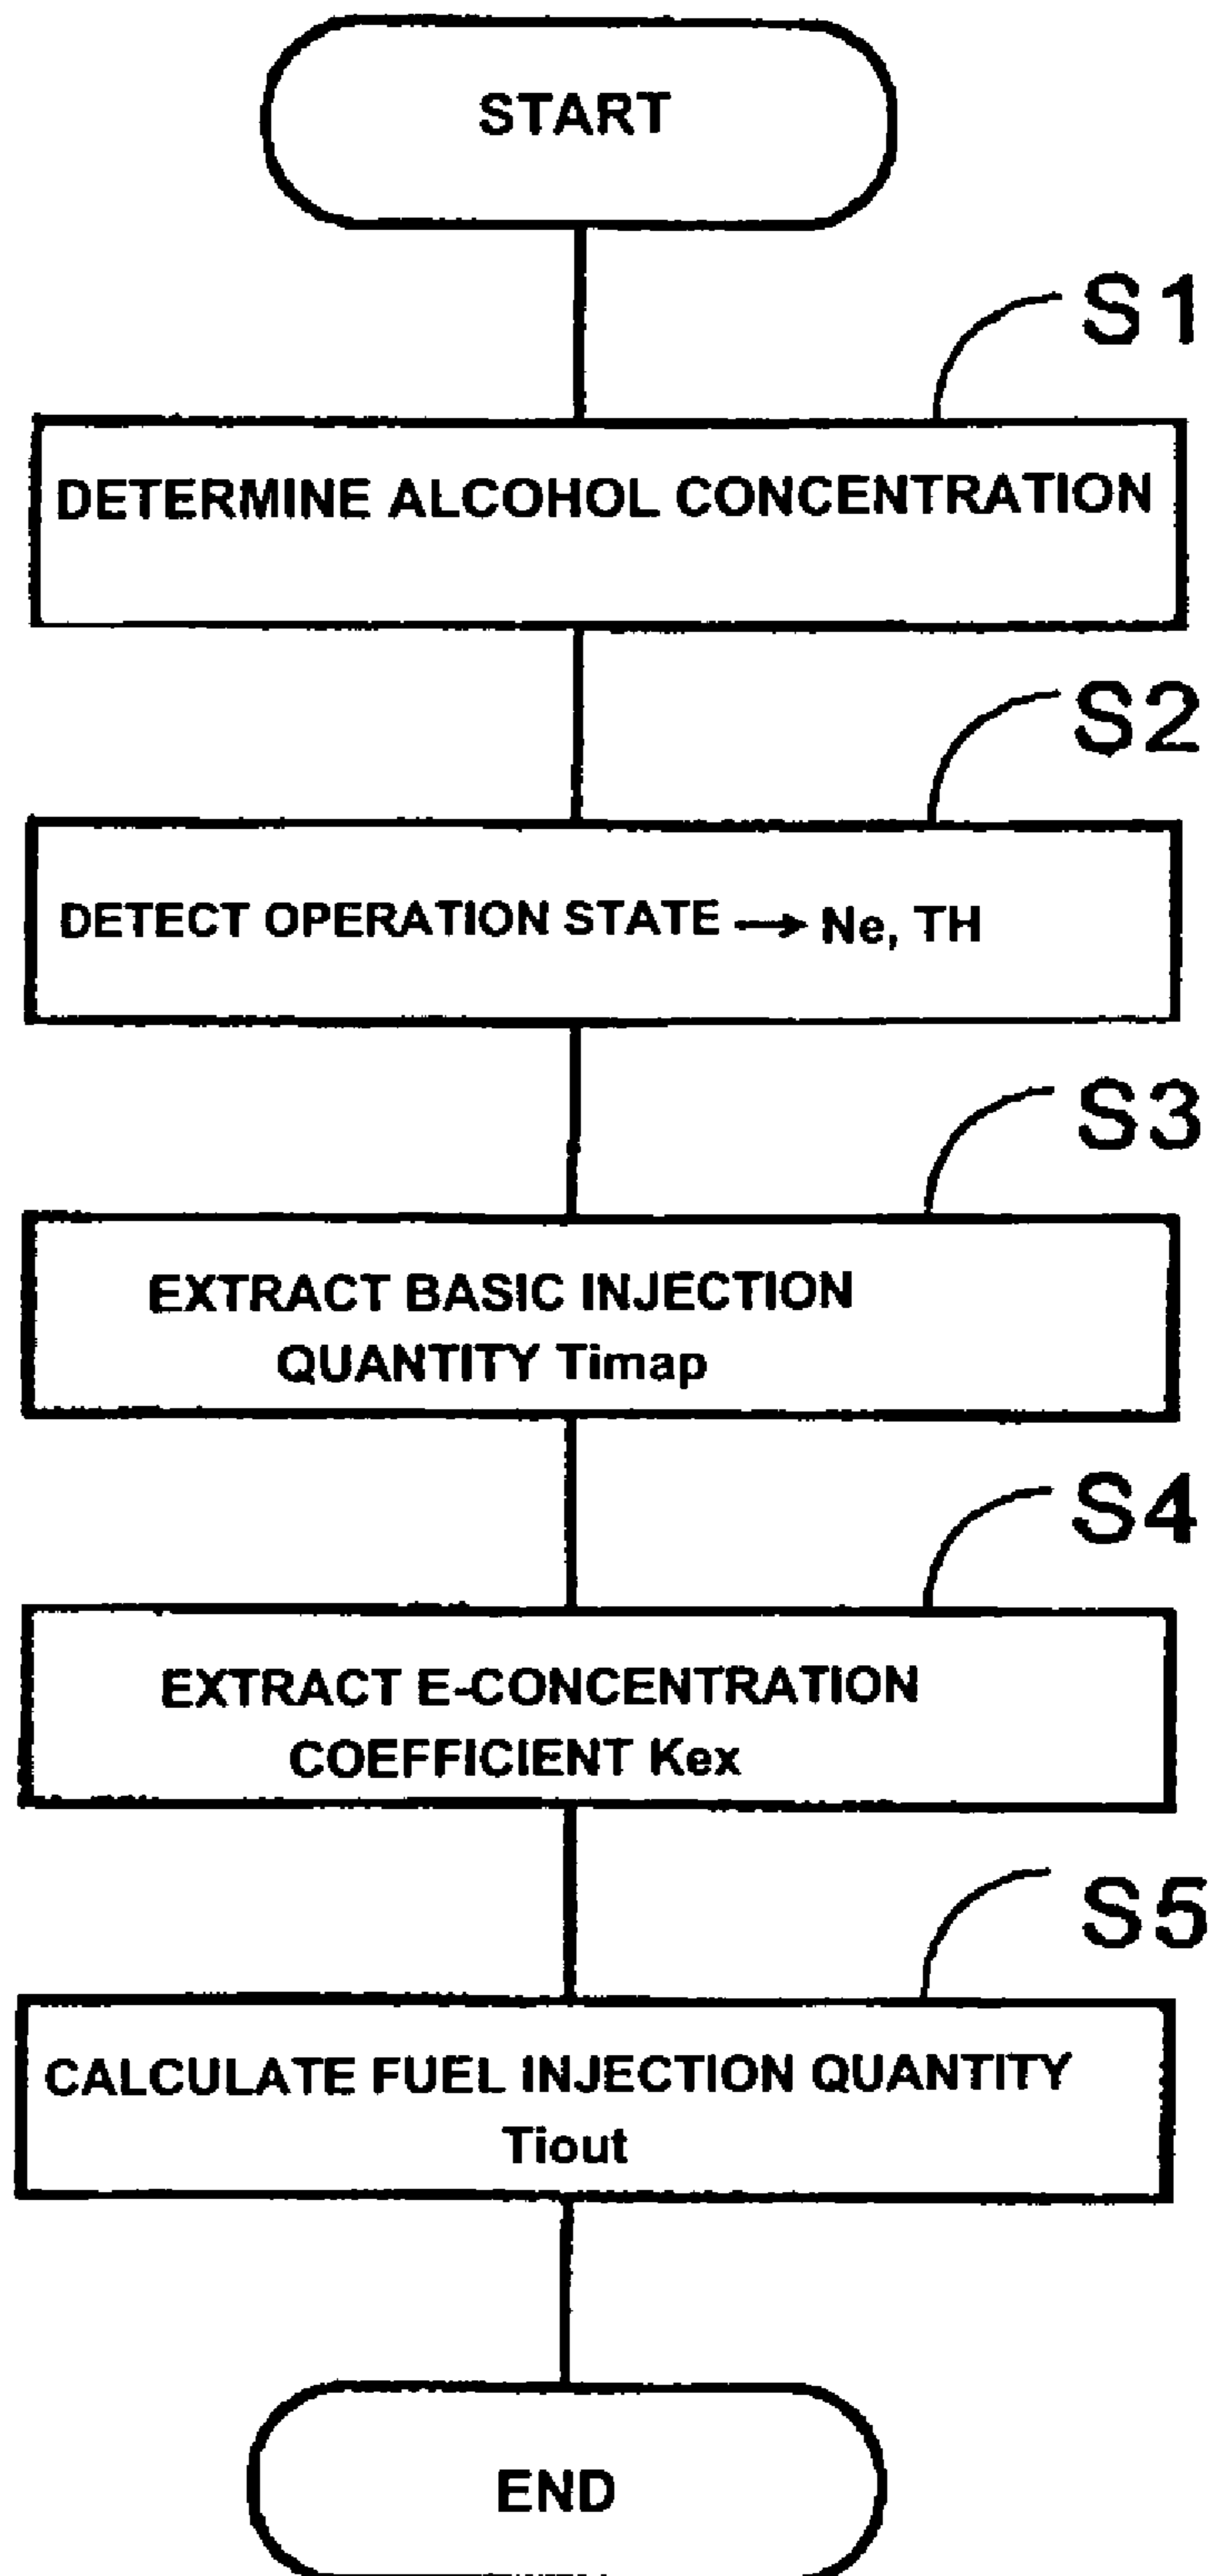 START
S1
DETERMINE ALCOHOL CONCENTRATION
S2
DETECT OPERATION STATE → Ne, TH
S3
EXTRACT BASIC INJECTION
QUANTITY Timap
S4
EXTRACT E-CONCENTRATION
COEFFICIENT Kex
S5
CALCULATE FUEL INJECTION QUANTITY
Tiout
END